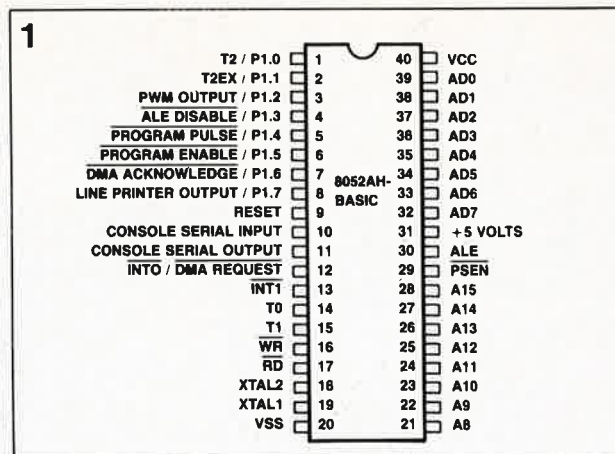 1
T2 / P1.0 1 40 VCC
T2EX / P1.1 2 39 AD0
PWM OUTPUT / P1.2 3 38 AD1
ALE DISABLE / P1.3 4 37 AD2
PROGRAM PULSE / P1.4 5 36 AD3
PROGRAM ENABLE / P1.5 6 35 AD4
DMA ACKNOWLEDGE / P1.6 7 34 AD5
LINE PRINTER OUTPUT / P1.7 8 33 AD6
RESET 9 32 AD7
CONSOLE SERIAL INPUT 10 31 +5 VOLTS
CONSOLE SERIAL OUTPUT 11 30 ALE
INTO / DMA REQUEST 12 29 PSEN
INT1 13 28 A15
T0 14 27 A14
T1 15 26 A13
WR 16 25 A12
RD 17 24 A11
XTAL2 18 23 A10
XTAL1 19 22 A9
VSS 20 21 A8
8052AH-
BASIC